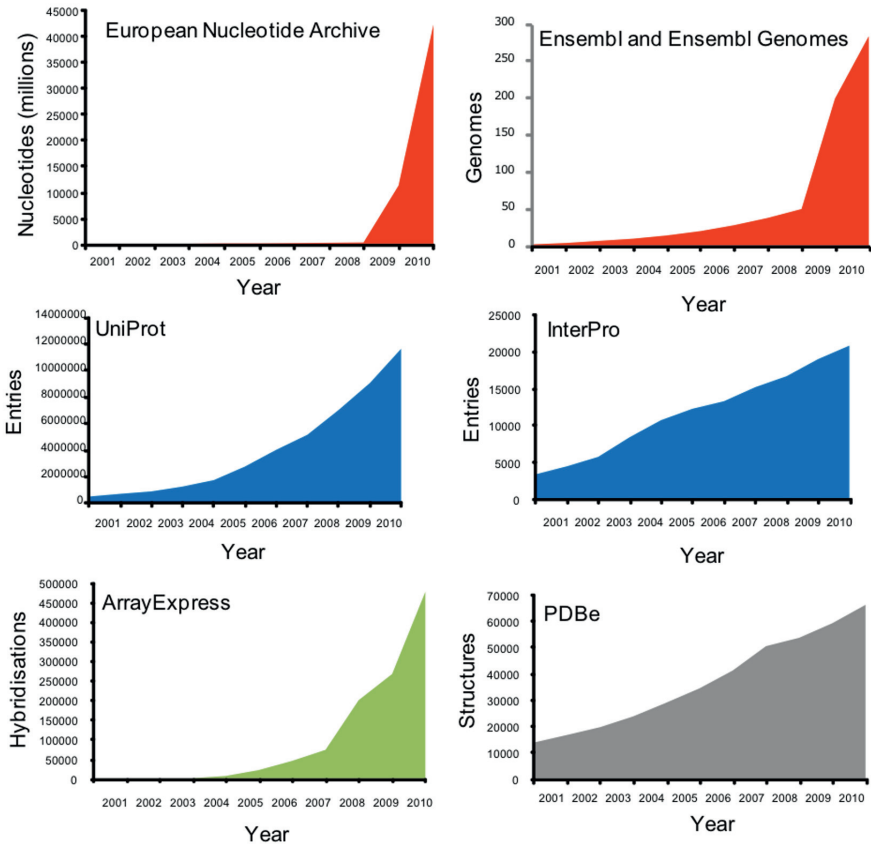 European Nucleotide Archive
Nucleotides (millions)
45000
40000
35000
30000
25000
20000
15000
10000
5000
0
2001 2002 2003 2004 2005 2006 2007 2008 2009 2010
Year
Ensembl and Ensembl Genomes
Genomes
300
250
200
150
100
50
0
2001 2002 2003 2004 2005 2006 2007 2008 2009 2010
Year
UniProt
Entries
14000000
12000000
10000000
8000000
6000000
4000000
2000000
0
2001 2002 2003 2004 2005 2006 2007 2008 2009 2010
Year
InterPro
Entries
25000
20000
15000
10000
5000
0
2001 2002 2003 2004 2005 2006 2007 2008 2009 2010
Year
ArrayExpress
Hybridisations
500000
450000
400000
350000
300000
250000
200000
150000
100000
50000
0
2001 2002 2003 2004 2005 2006 2007 2008 2009 2010
Year
PDBe
Structures
70000
60000
50000
40000
30000
20000
10000
0
2001 2002 2003 2004 2005 2006 2007 2008 2009 2010
Year